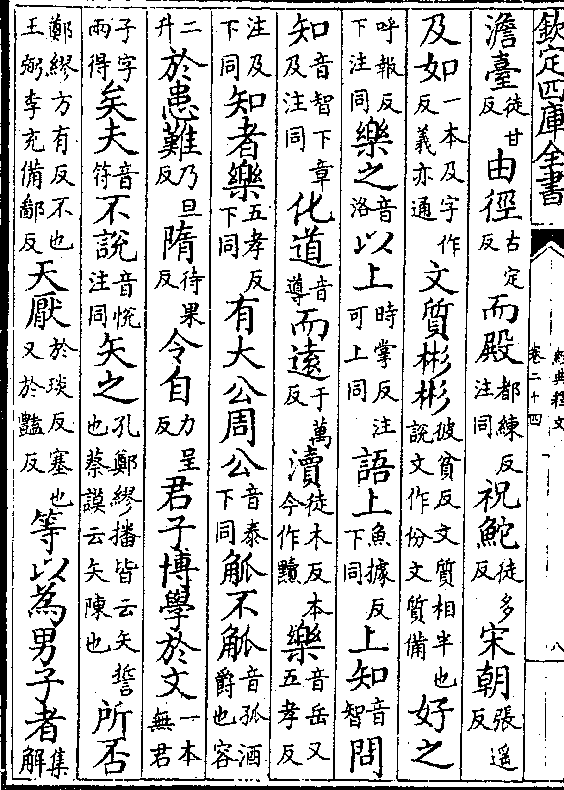 欽定四庫全書
經典釋文
卷二十四
八
澹臺徒甘反由徑古定反而殿都練反注同祝鮀徒多反宋朝張遥反
及如一本及字作反義亦通文質彬彬彼貧反文質相半也說文作份文質備好之
呼報反下注同樂之音洛以上時掌反注可上同語上魚據反下同上知音智問
知音智下章及注同化道音導而遠于萬反瀆徒木反本今作黷樂音岳又五孝反
注及下同知者樂五孝反下同有大公周公音泰下同觚不觚音孤酒爵也容
二升於患難乃旦反隋待果反令自力呈反君子博學於文一本無君
子字兩得矣夫音符不說音悅注同矢之孔鄭繆播皆云矢誓也蔡謨云矢陳也所否
鄭繆方有反不也王弼李充備鄙反天厭於琰反塞也又於豔反等以為男子者集解